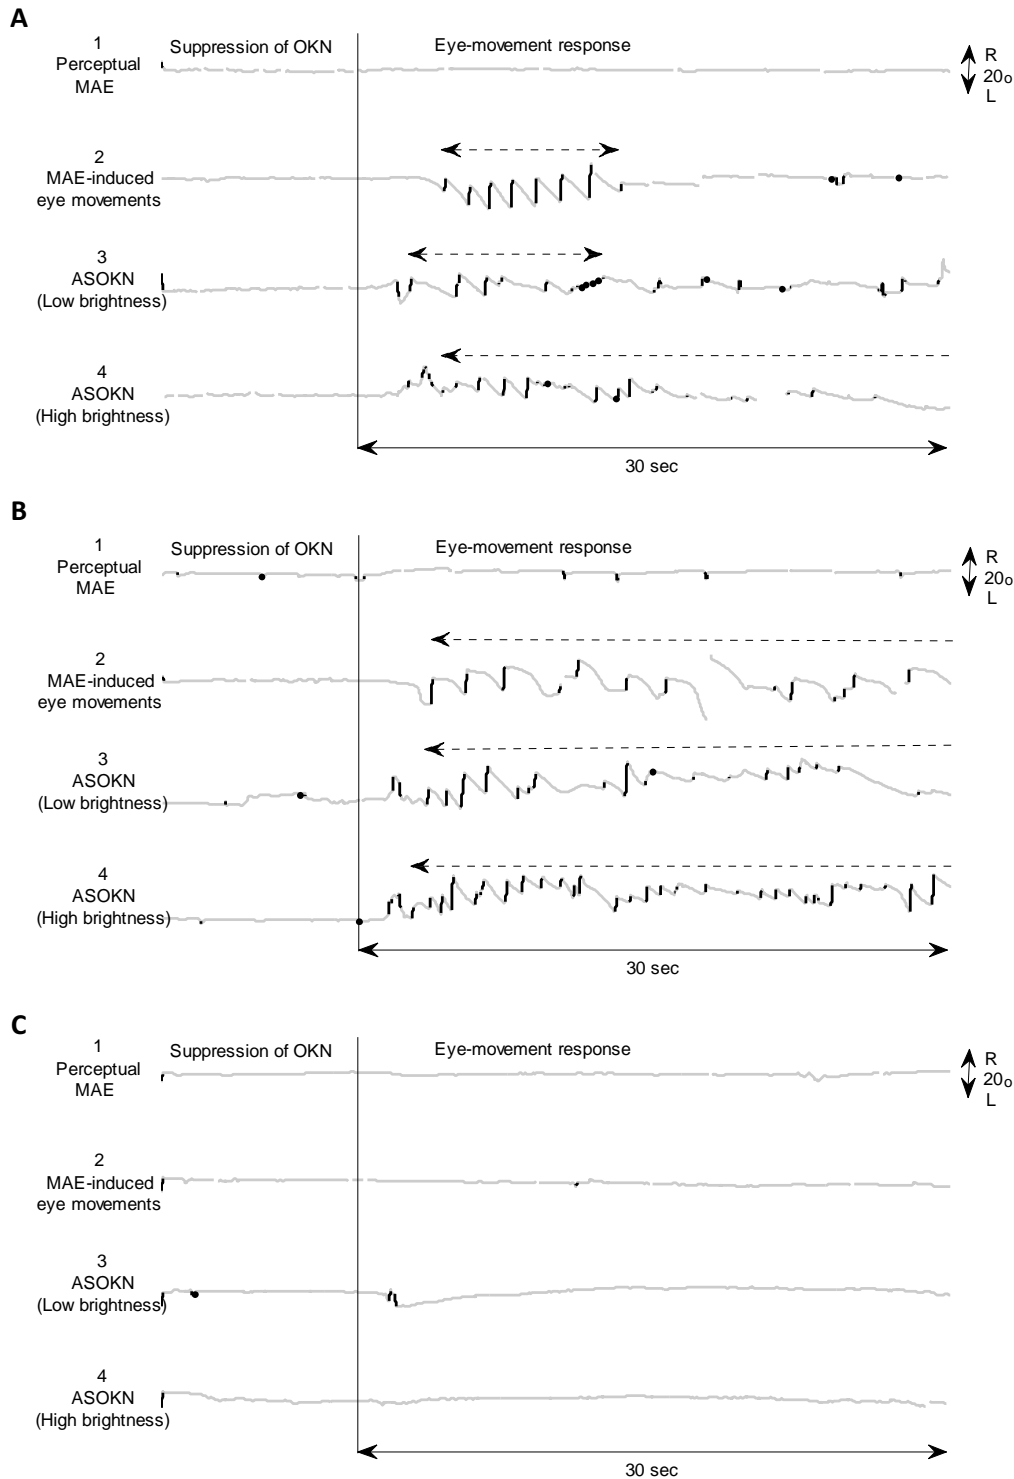 A
1
Perceptual
MAE
Suppression of OKN
Eye-movement response
R
20o
L
2
MAE-induced
eye movements
3
ASOKN
(Low brightness)
4
ASOKN
(High brightness)
30 sec
B
1
Perceptual
MAE
Suppression of OKN
Eye-movement response
R
20o
L
2
MAE-induced
eye movements
3
ASOKN
(Low brightness)
4
ASOKN
(High brightness)
30 sec
C
1
Perceptual
MAE
Suppression of OKN
Eye-movement response
R
20o
L
2
MAE-induced
eye movements
3
ASOKN
(Low brightness)
4
ASOKN
(High brightness)
30 sec